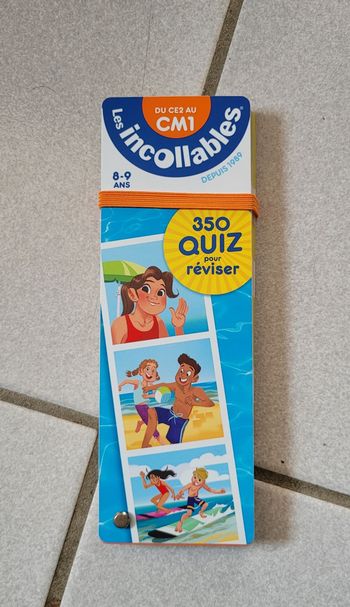 DU CE2 AU
CM1
Les
incollables®
DEPUIS 1989
8-9
ANS
350
QUIZ
pour
réviser